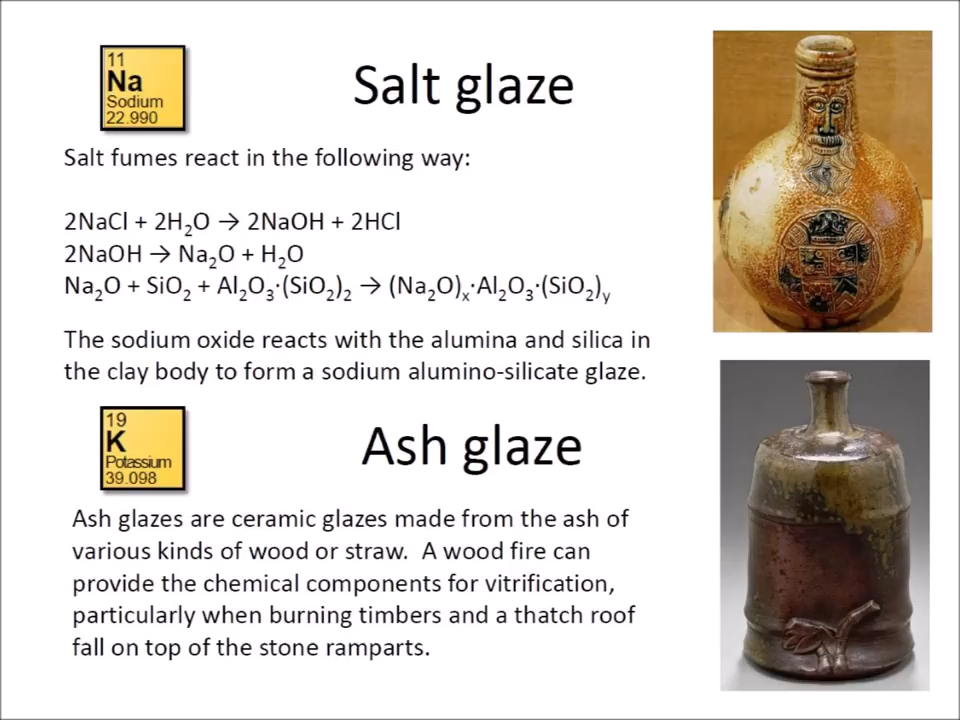 11
Na
Sodium
22.990
Salt glaze
Salt fumes react in the following way:
2NaCl + 2H₂O → 2NaOH + 2HCl
2NaOH → Na₂O + H₂O
Na₂O + SiO₂ + Al₂O₃·(SiO₂)₂ → (Na₂O)ₓ·Al₂O₃·(SiO₂)ᵧ
The sodium oxide reacts with the alumina and silica in
the clay body to form a sodium alumino-silicate glaze.
19
K
Potassium
39.098
Ash glaze
Ash glazes are ceramic glazes made from the ash of
various kinds of wood or straw. A wood fire can
provide the chemical components for vitrification,
particularly when burning timbers and a thatch roof
fall on top of the stone ramparts.